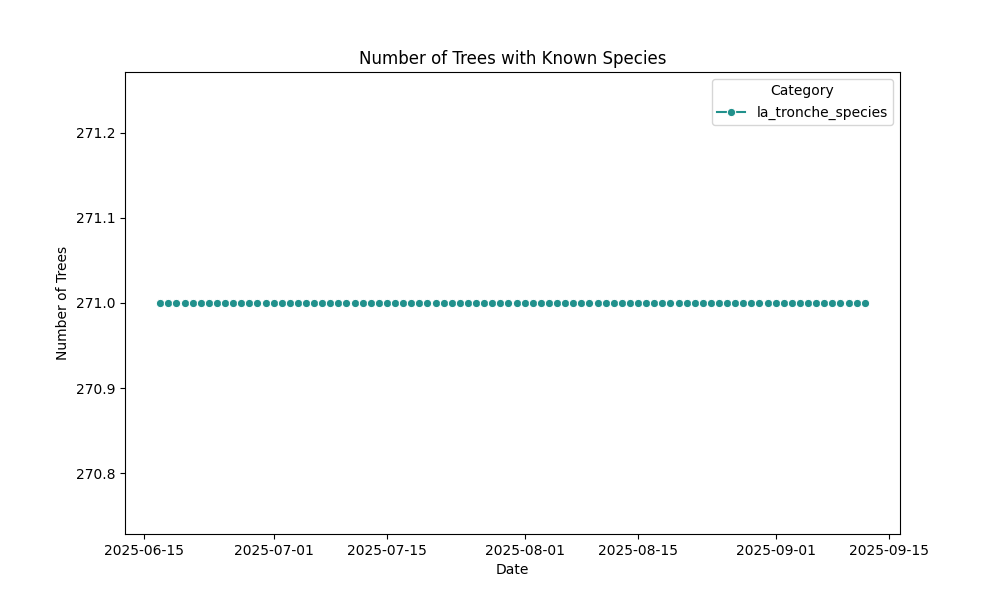 Number of Trees with Known Species
Category
la_tronche_species
271.2
271.1
271.0
270.9
270.8
Number of Trees
2025-06-15 2025-07-01 2025-07-15 2025-08-01 2025-08-15 2025-09-01 2025-09-15
Date